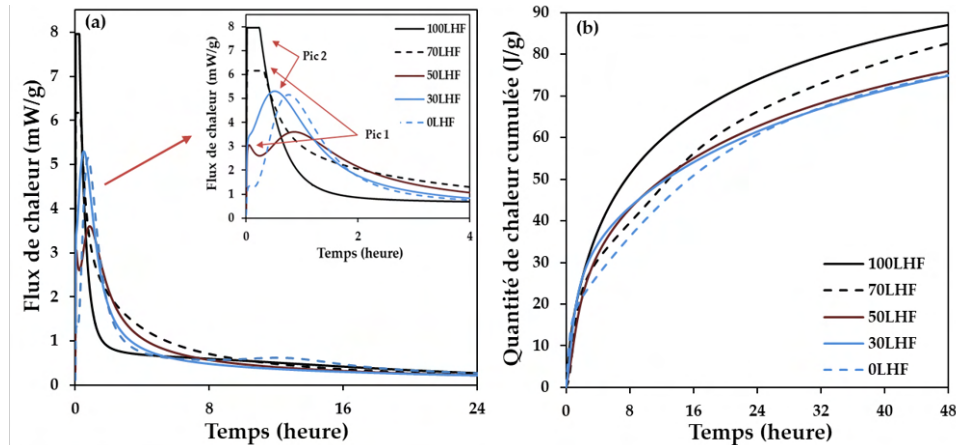 (a)
Flux de chaleur (mW/g)
8
7
6
5
4
3
2
1
0
0
8
16
24
Temps (heure)
Flux de chaleur (mW/g)
8
7
6
5
4
3
2
1
0
0
2
4
Temps (heure)
Pic 2
Pic 1
100LHF
70LHF
50LHF
30LHF
0LHF
(b)
Quantité de chaleur cumulée (J/g)
90
80
70
60
50
40
30
20
10
0
0
8
16
24
32
40
48
Temps (heure)
100LHF
70LHF
50LHF
30LHF
0LHF